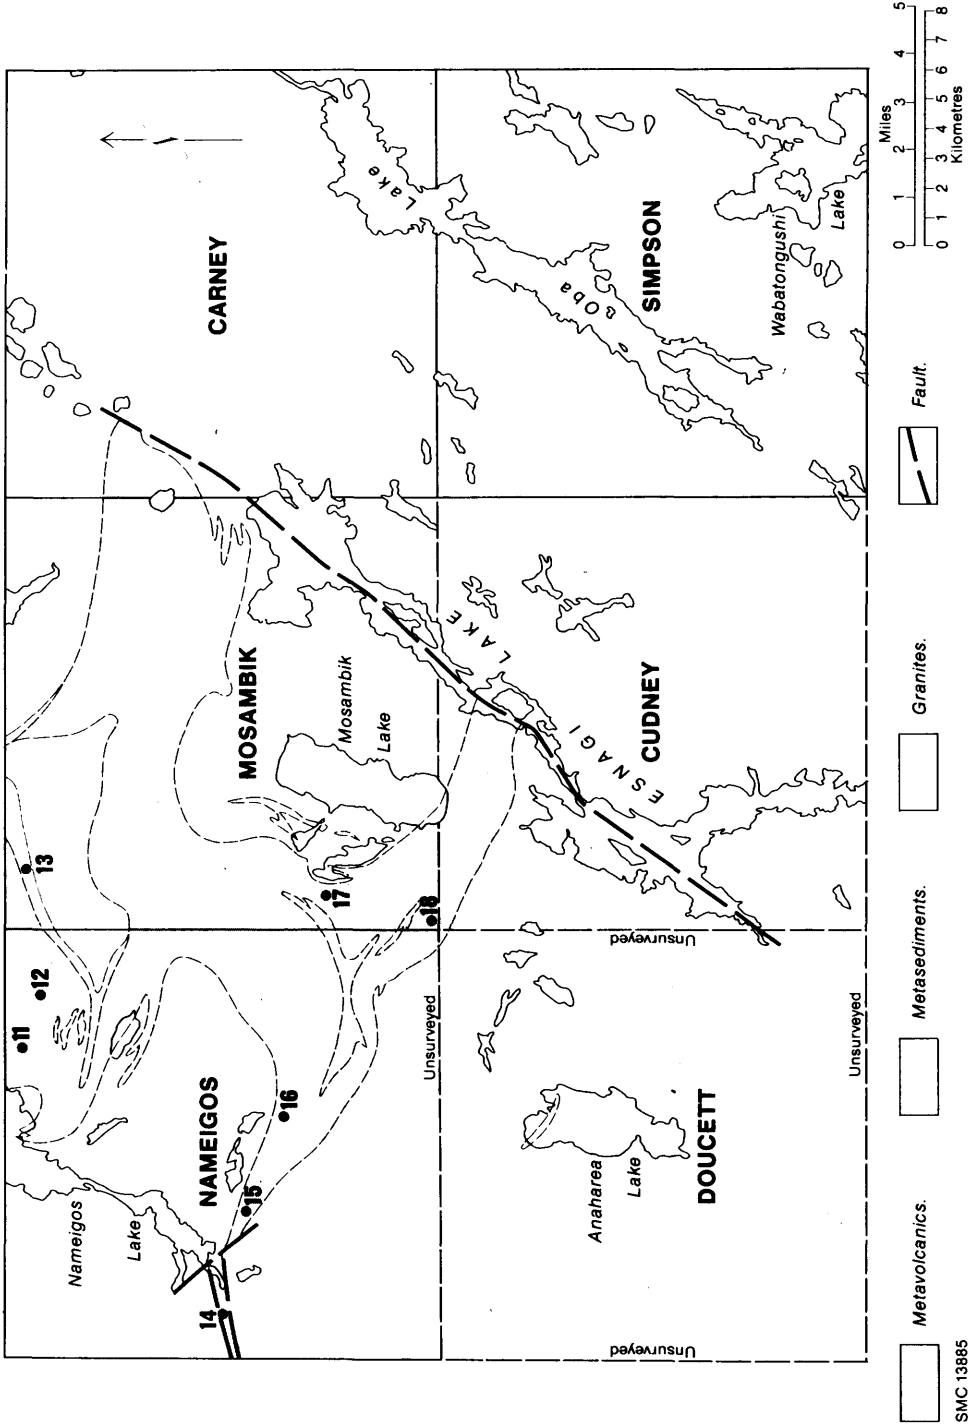 CARNEY
Lake
Oba
SIMPSON
Wabatongushi
Lake
MOSAMBIK
Mosambik
Lake
ESNAGI LAKE
CUDNEY
13
12
11
17
18
Unsurveyed
Unsurveyed
Unsurveyed
NAMEIGOS
16
15
14
Nameigos
Lake
Anaharea
Lake
DOUCETT
Unsurveyed
Miles
0 1 2 3 4 5
0 1 2 3 4 5 6 7 8
Kilometres
Metavolcanics.
Metasediments.
Granites.
Fault.
SMC 13885